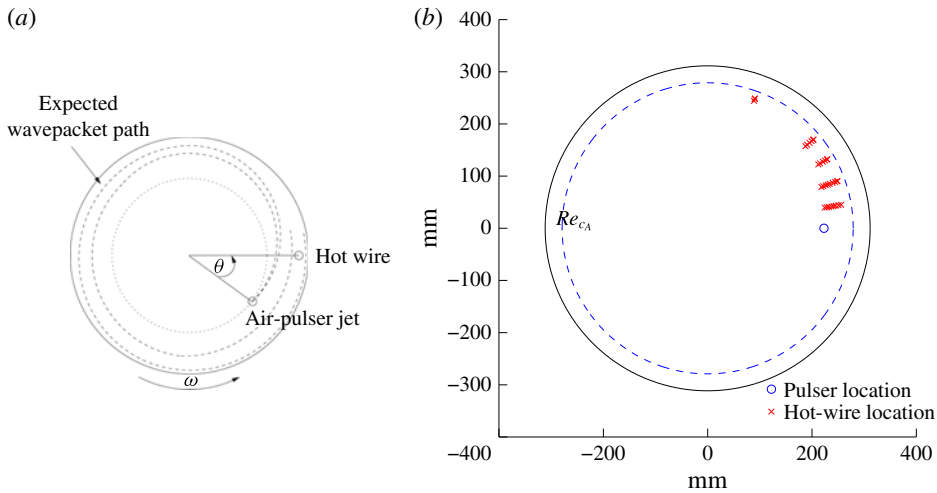 (a)
Expected
wavepacket path
θ
Hot wire
Air-pulser jet
ω
(b)
400
300
200
100
0
−100
−200
−300
−400
mm
Re_{c_A}
Pulser location
Hot-wire location
−200
0
200
400
mm